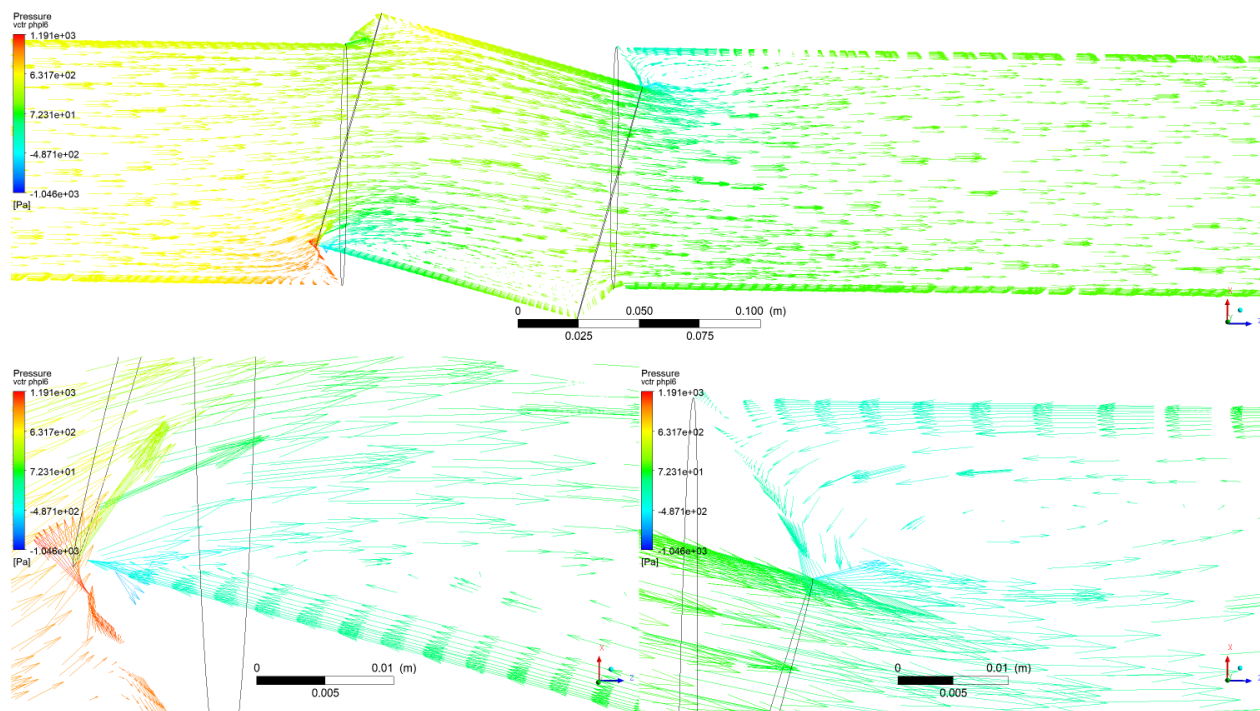 Pressure
vctr phpl6
1.191e+03
6.317e+02
7.231e+01
-4.871e+02
-1.046e+03
[Pa]
0 0.050 0.100 (m)
0.025 0.075
X
Y
Z
Pressure
vctr phpl6
1.191e+03
6.317e+02
7.231e+01
-4.871e+02
-1.046e+03
[Pa]
0 0.01 (m)
0.005
X
Z
Pressure
vctr phpl6
1.191e+03
6.317e+02
7.231e+01
-4.871e+02
-1.046e+03
[Pa]
0 0.01 (m)
0.005
X
Z